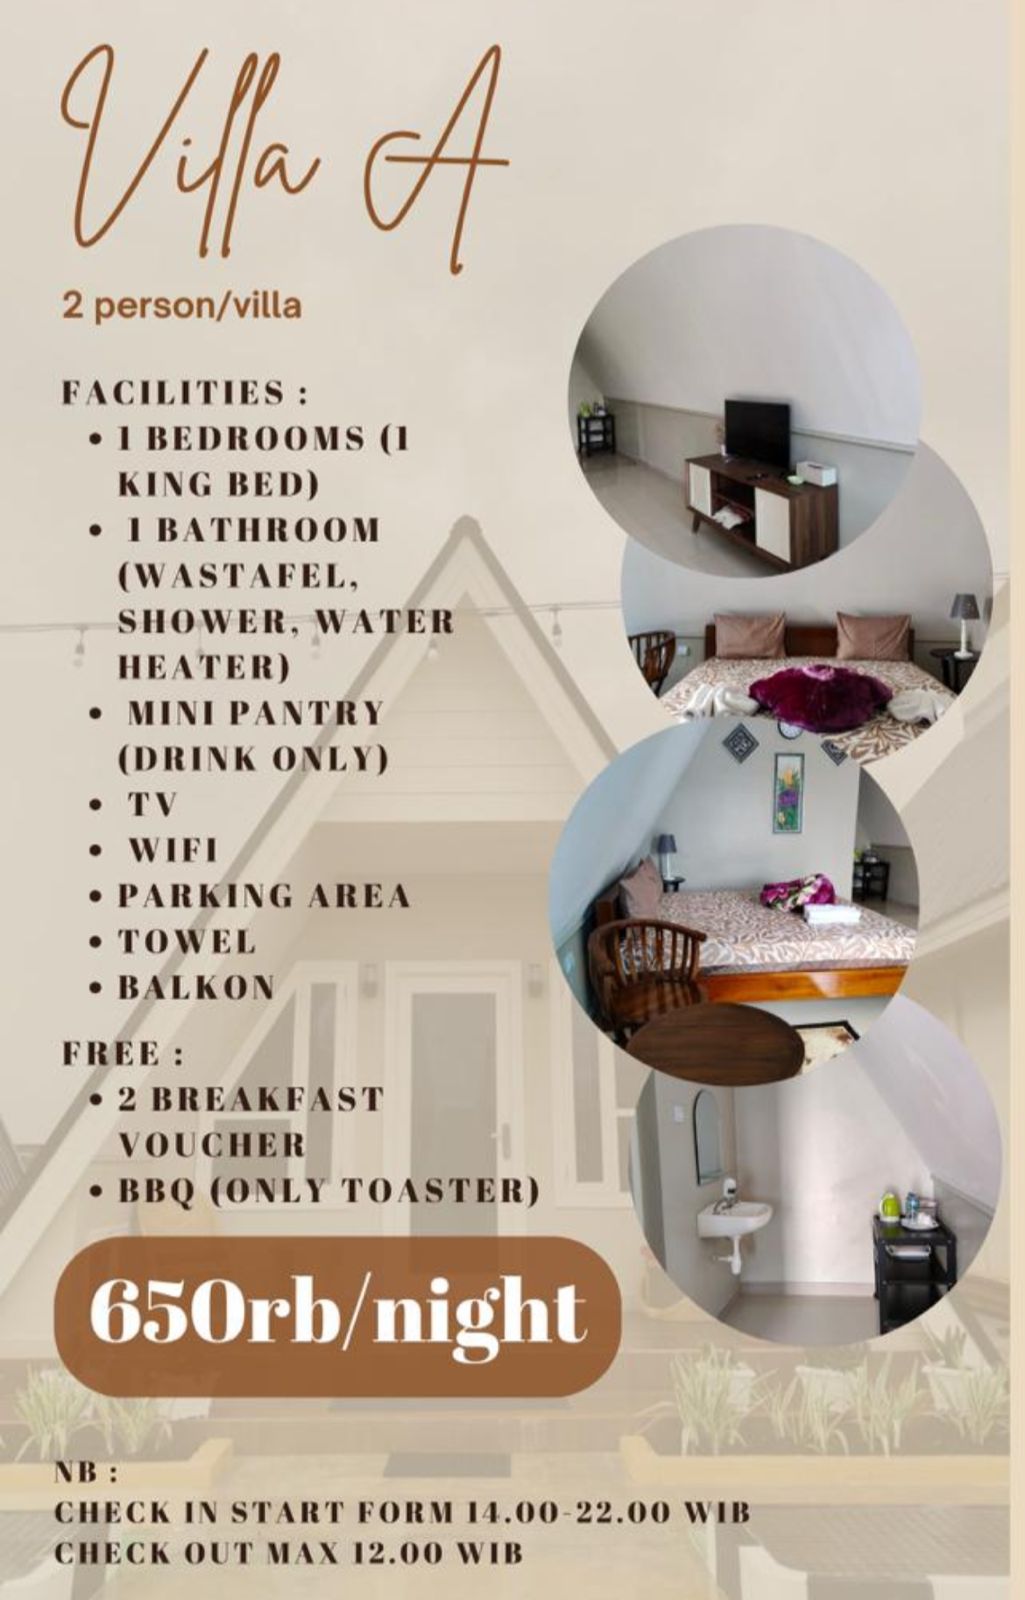 Villa A
2 person/villa
FACILITIES :
• 1 BEDROOMS (1
KING BED)
• 1 BATHROOM
(WASTAFEL,
SHOWER, WATER
HEATER)
• MINI PANTRY
(DRINK ONLY)
• TV
• WIFI
• PARKING AREA
• TOWEL
• BALKON
FREE :
• 2 BREAKFAST
VOUCHER
• BBQ (ONLY TOASTER)
650rb/night
NB :
CHECK IN START FORM 14.00-22.00 WIB
CHECK OUT MAX 12.00 WIB